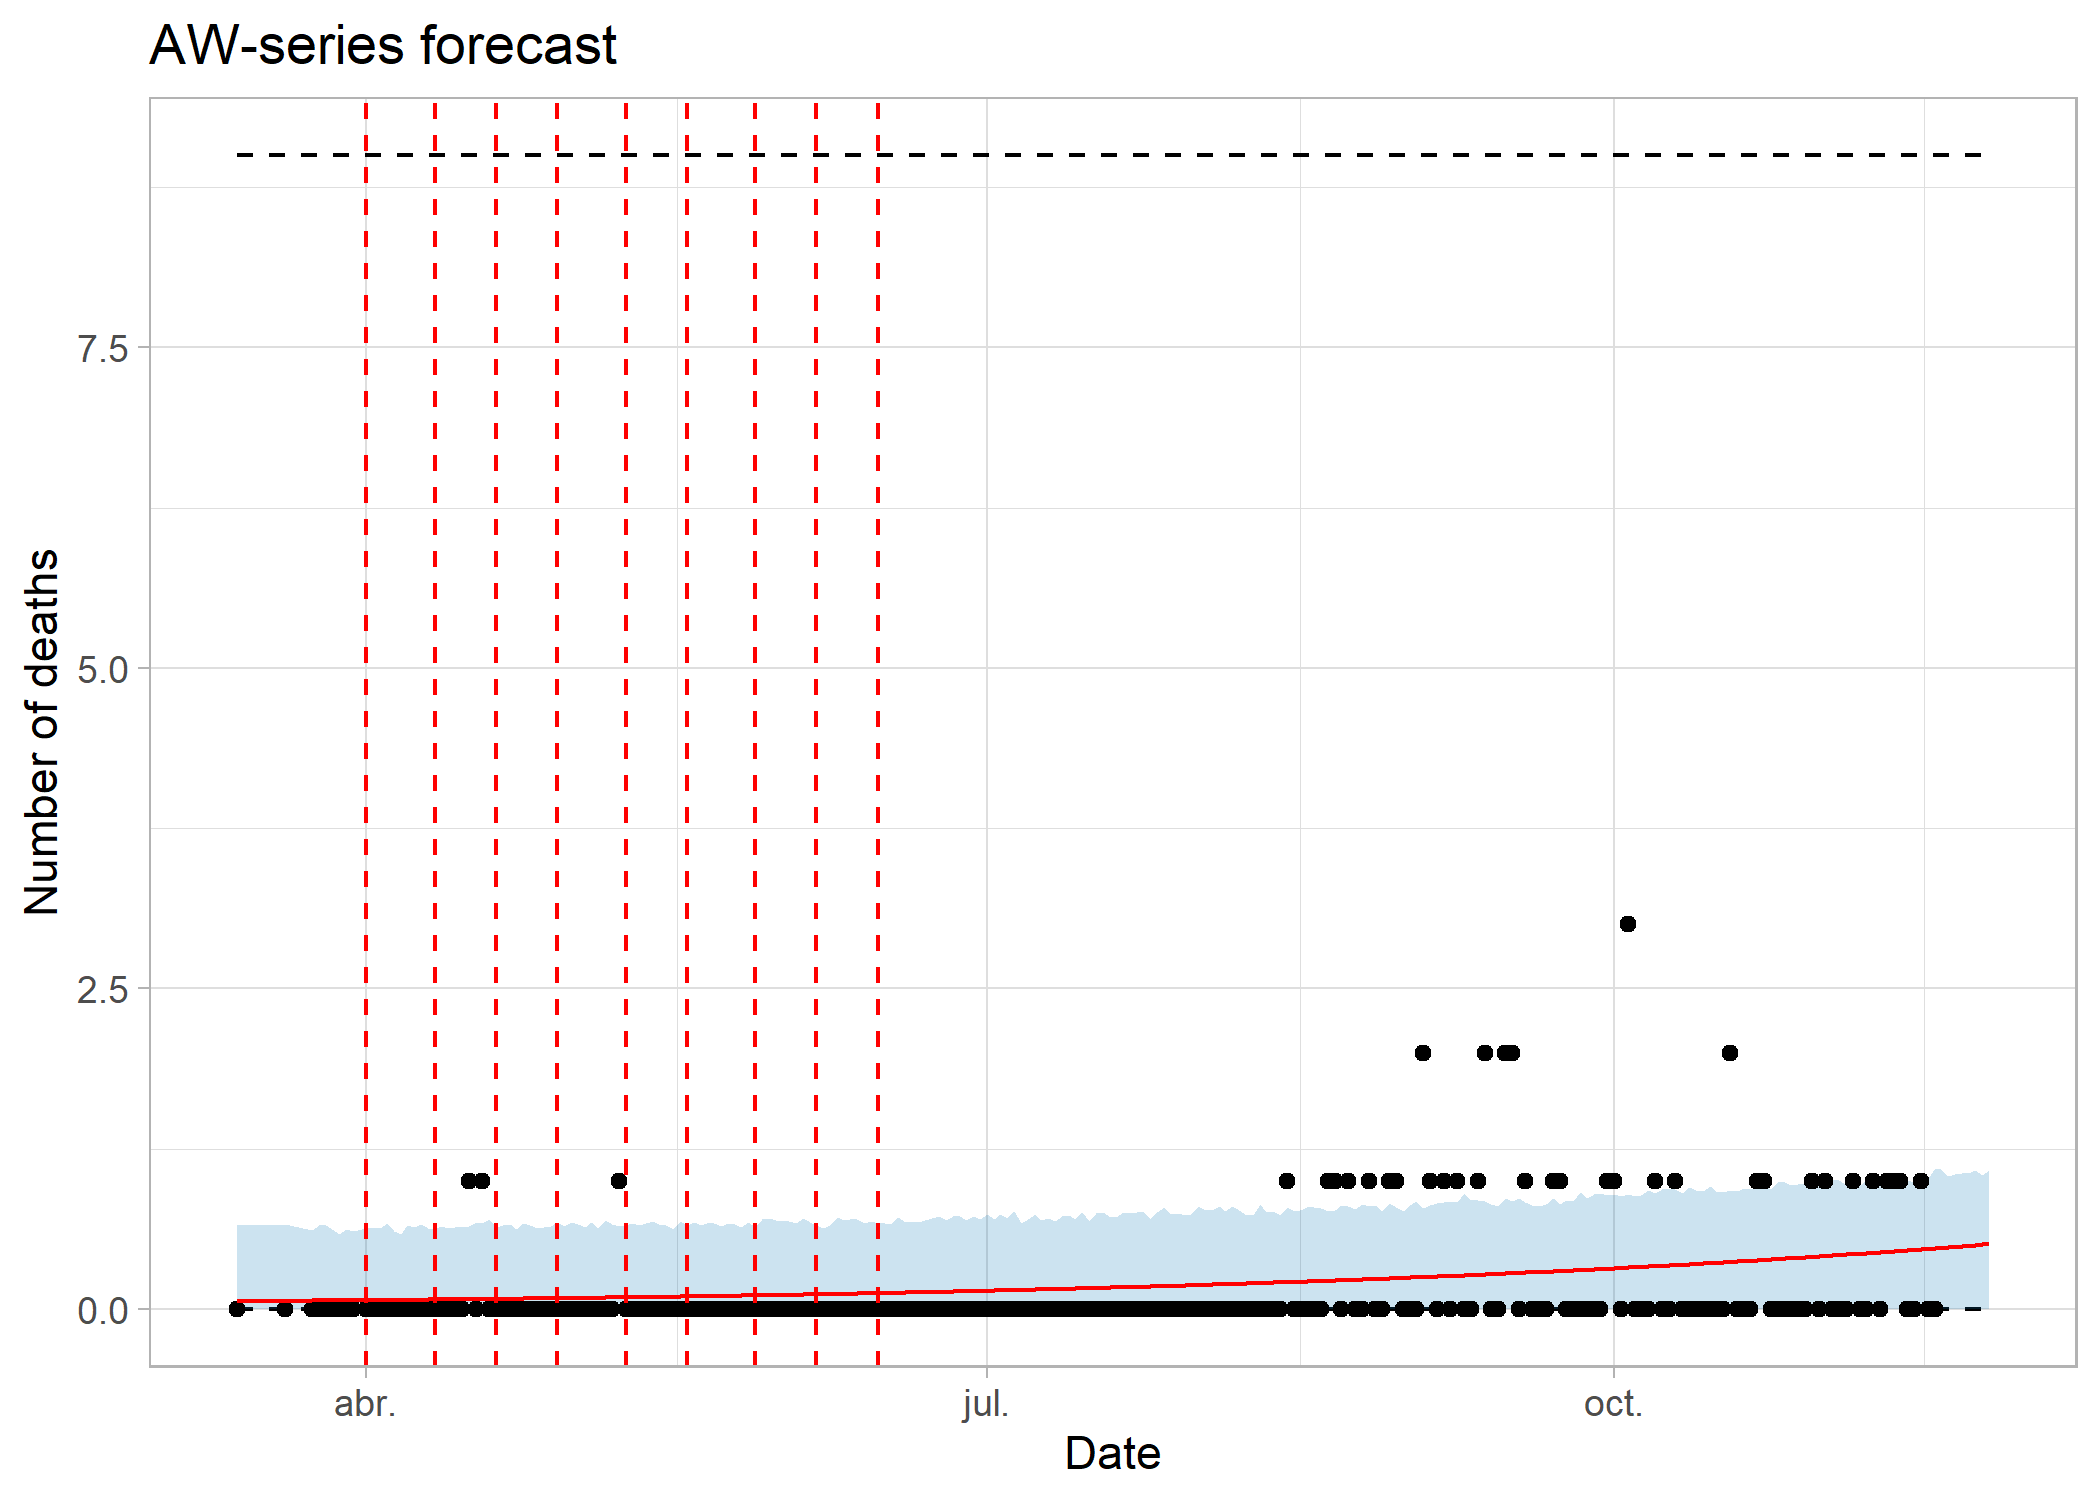 AW-series forecast
Number of deaths
7.5
5.0
2.5
0.0
abr.
jul.
oct.
Date